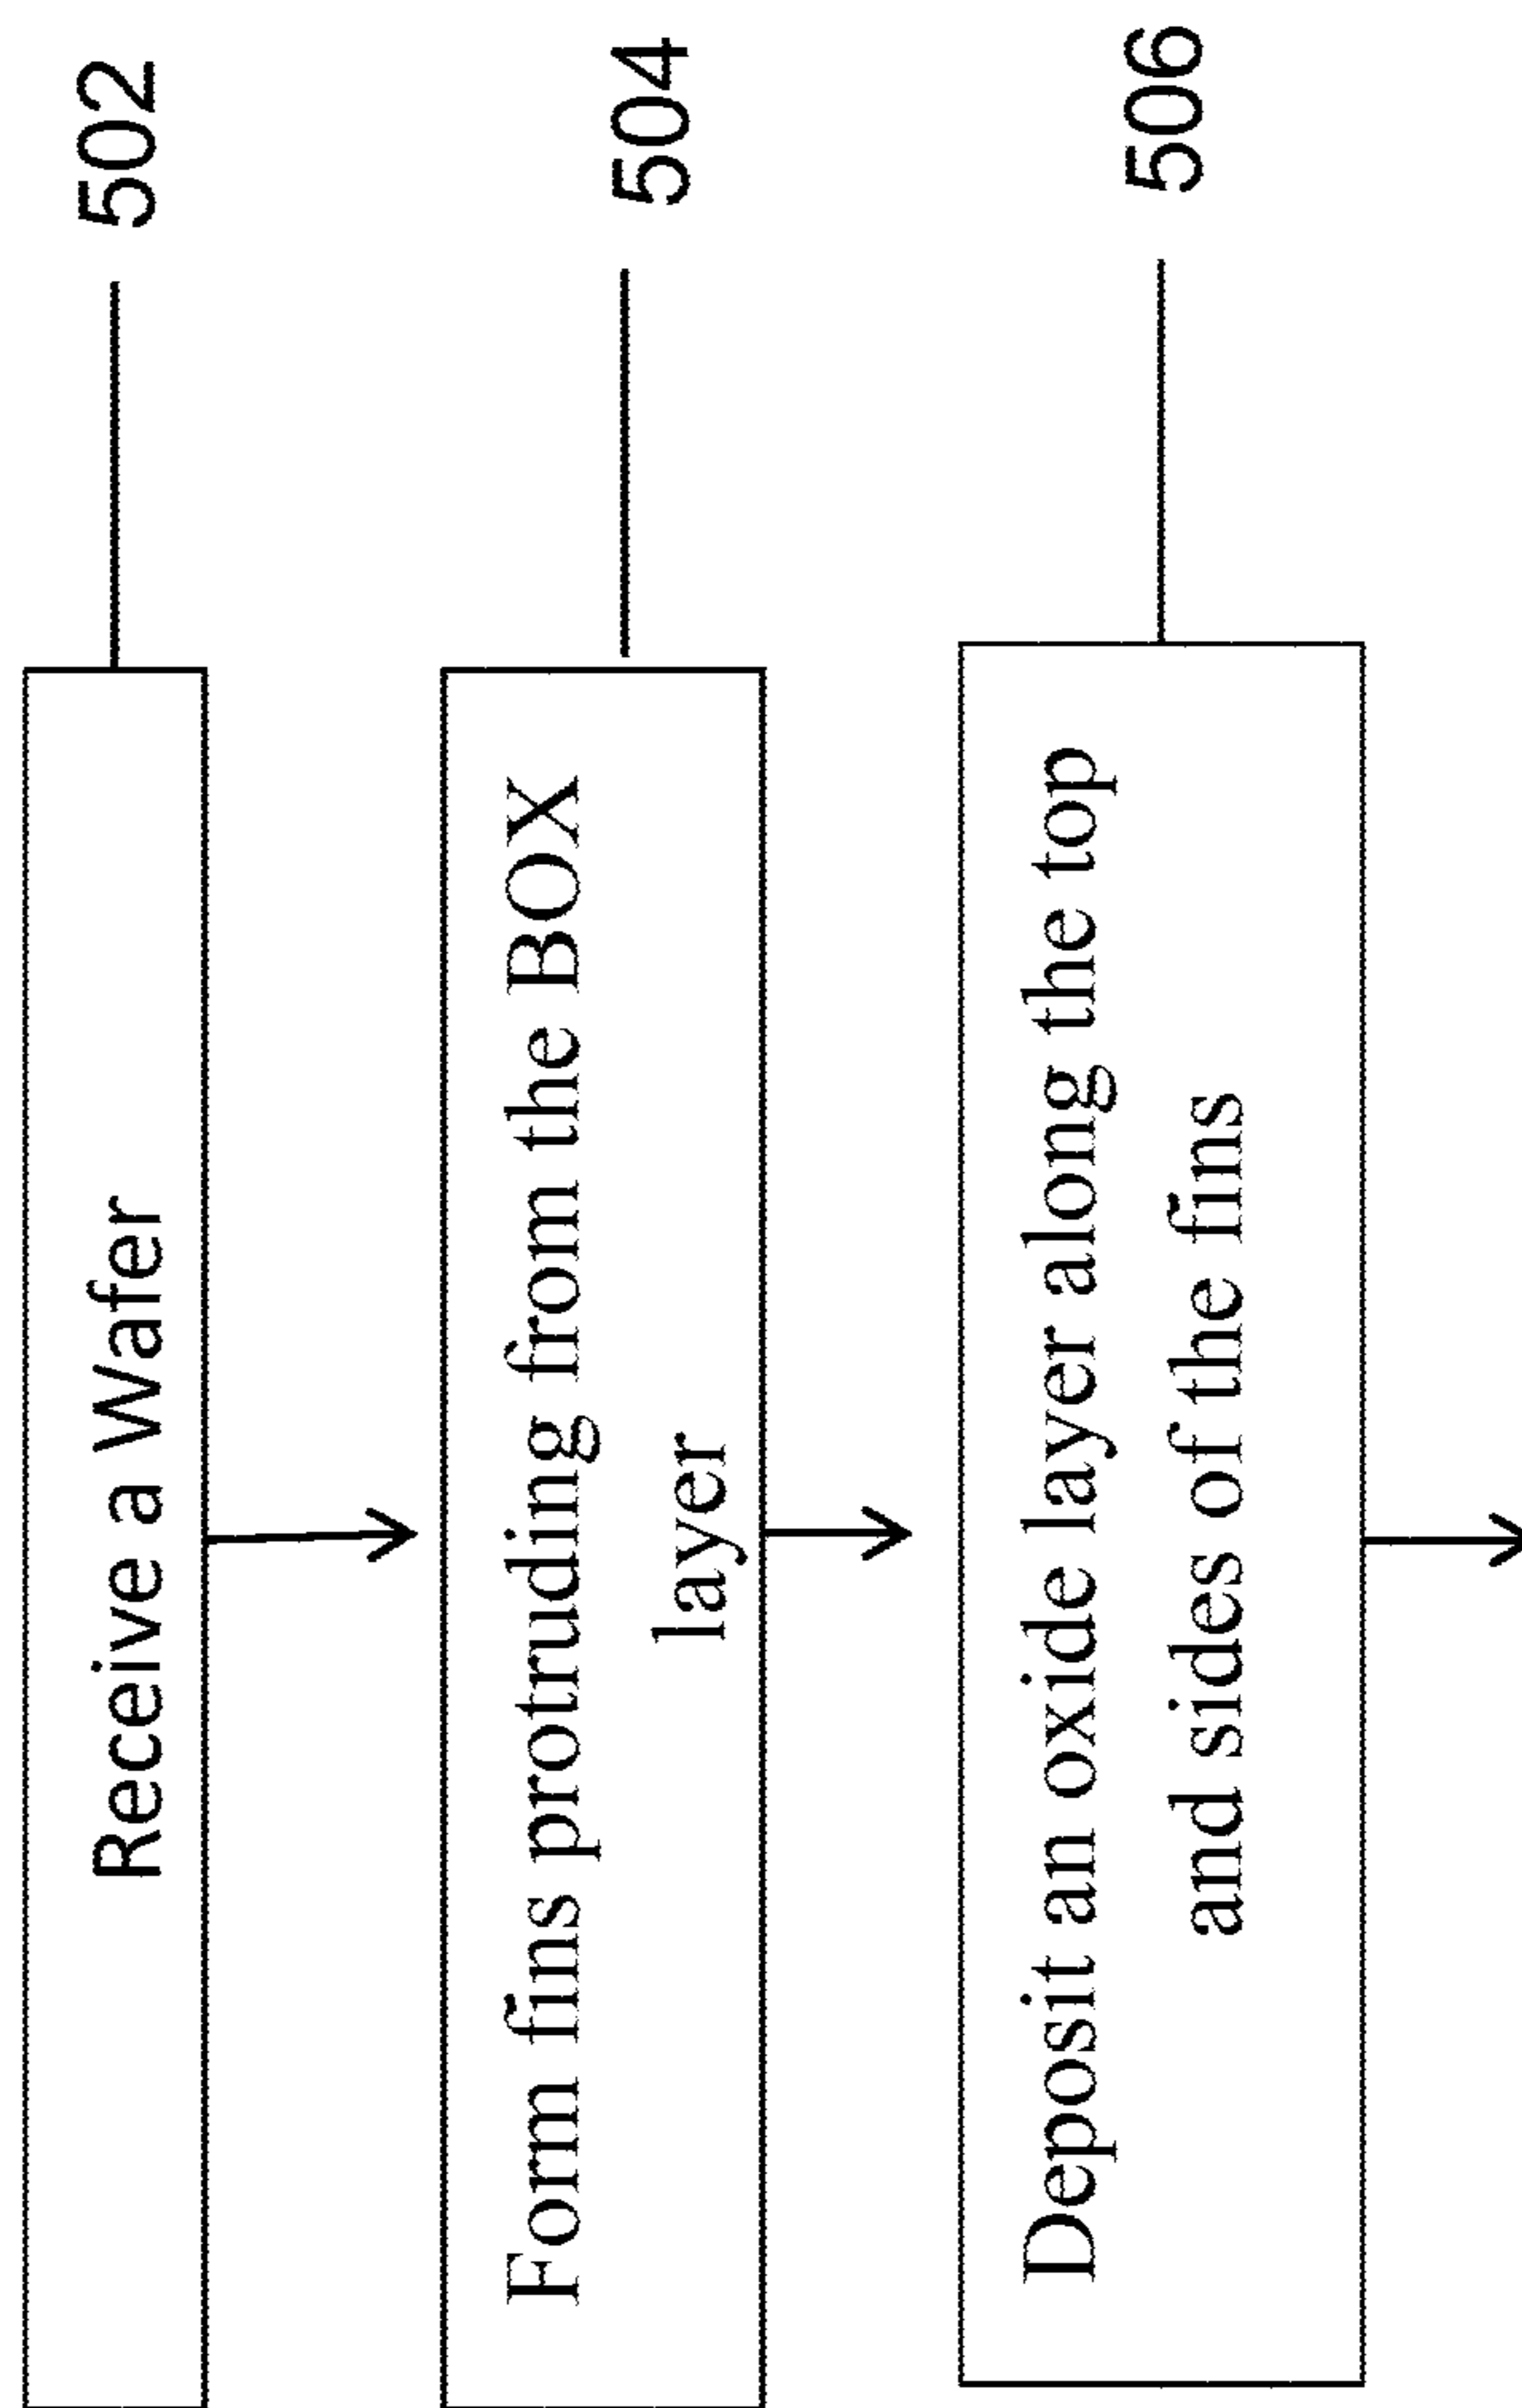 Receive a Wafer
502
Form fins protruding from the BOX
layer
504
Deposit an oxide layer along the top
and sides of the fins
506